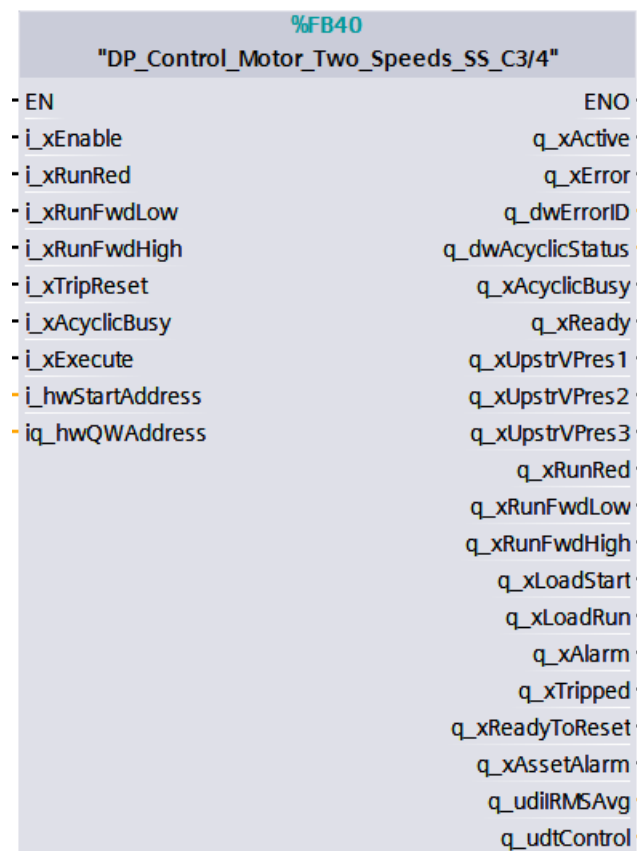 %FB40
"DP_Control_Motor_Two_Speeds_SS_C3/4"
EN ENO
i_xEnable q_xActive
i_xRunRed q_xError
i_xRunFwdLow q_dwErrorID
i_xRunFwdHigh q_dwAcyclicStatus
i_xTripReset q_xAcyclicBusy
i_xAcyclicBusy q_xReady
i_xExecute q_xUpstrVPres1
i_hwStartAddress q_xUpstrVPres2
iq_hwQWAddress q_xUpstrVPres3
q_xRunRed
q_xRunFwdLow
q_xRunFwdHigh
q_xLoadStart
q_xLoadRun
q_xAlarm
q_xTripped
q_xReadyToReset
q_xAssetAlarm
q_udiIRMSAvg
q_udtControl